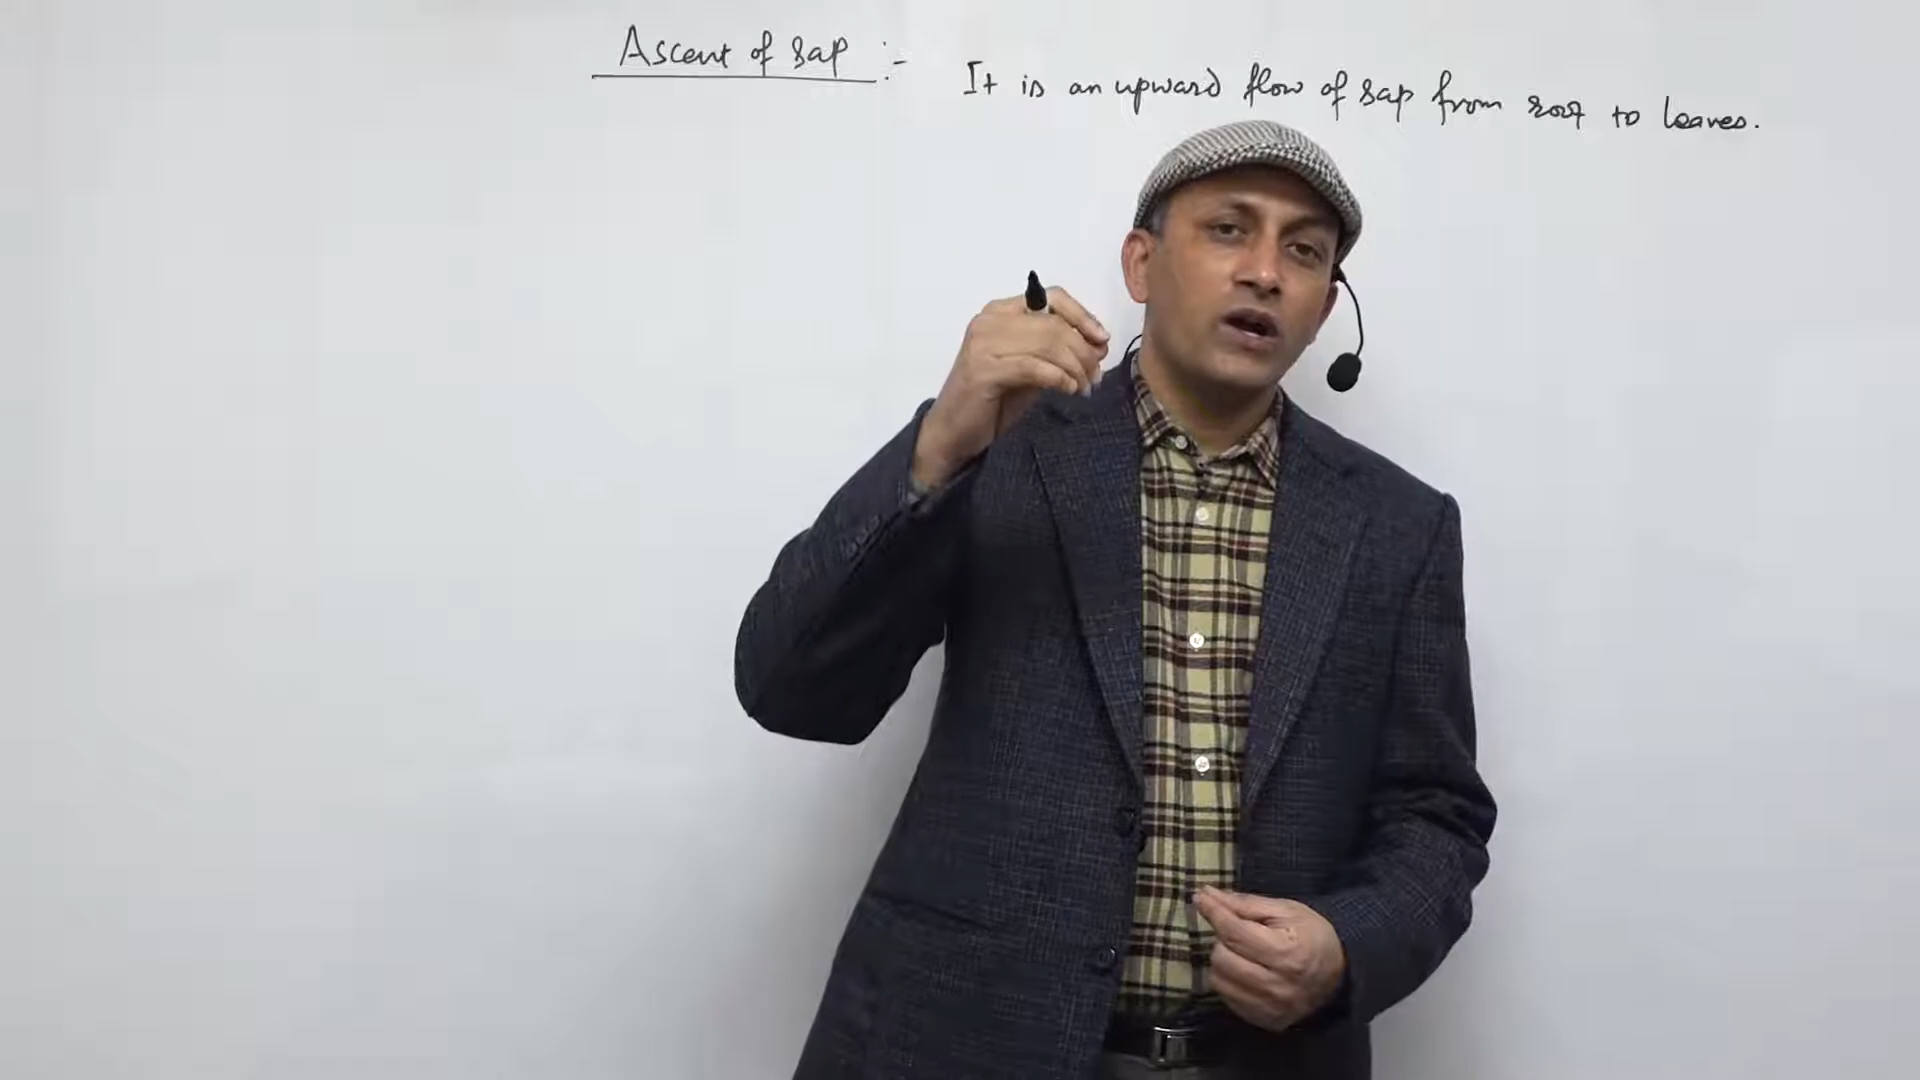 Ascent of sap :-
It is an upward flow of sap from root to leaves.